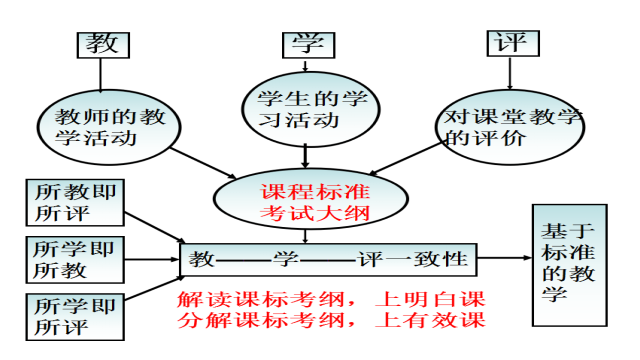 教
学
评
教师的教
学活动
学生的学
习活动
对课堂教学
的评价
课程标准
考试大纲
所教即
所评
所学即
所教
所学即
所评
教——学——评一致性
基于
标准
的教
学
解读课标考纲，上明白课
分解课标考纲，上有效课